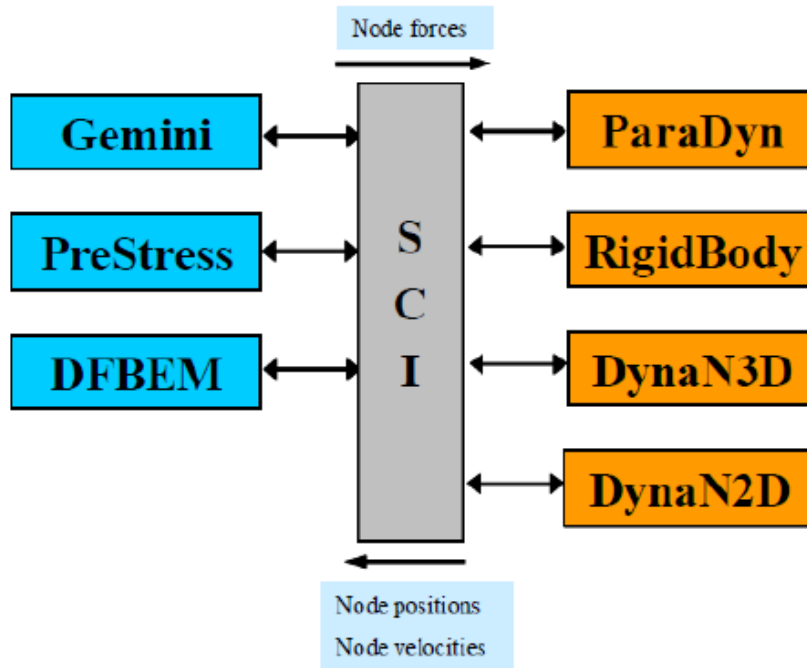 Node forces
Gemini
PreStress
DFBEM
S
C
I
ParaDyn
RigidBody
DynaN3D
DynaN2D
Node positions
Node velocities